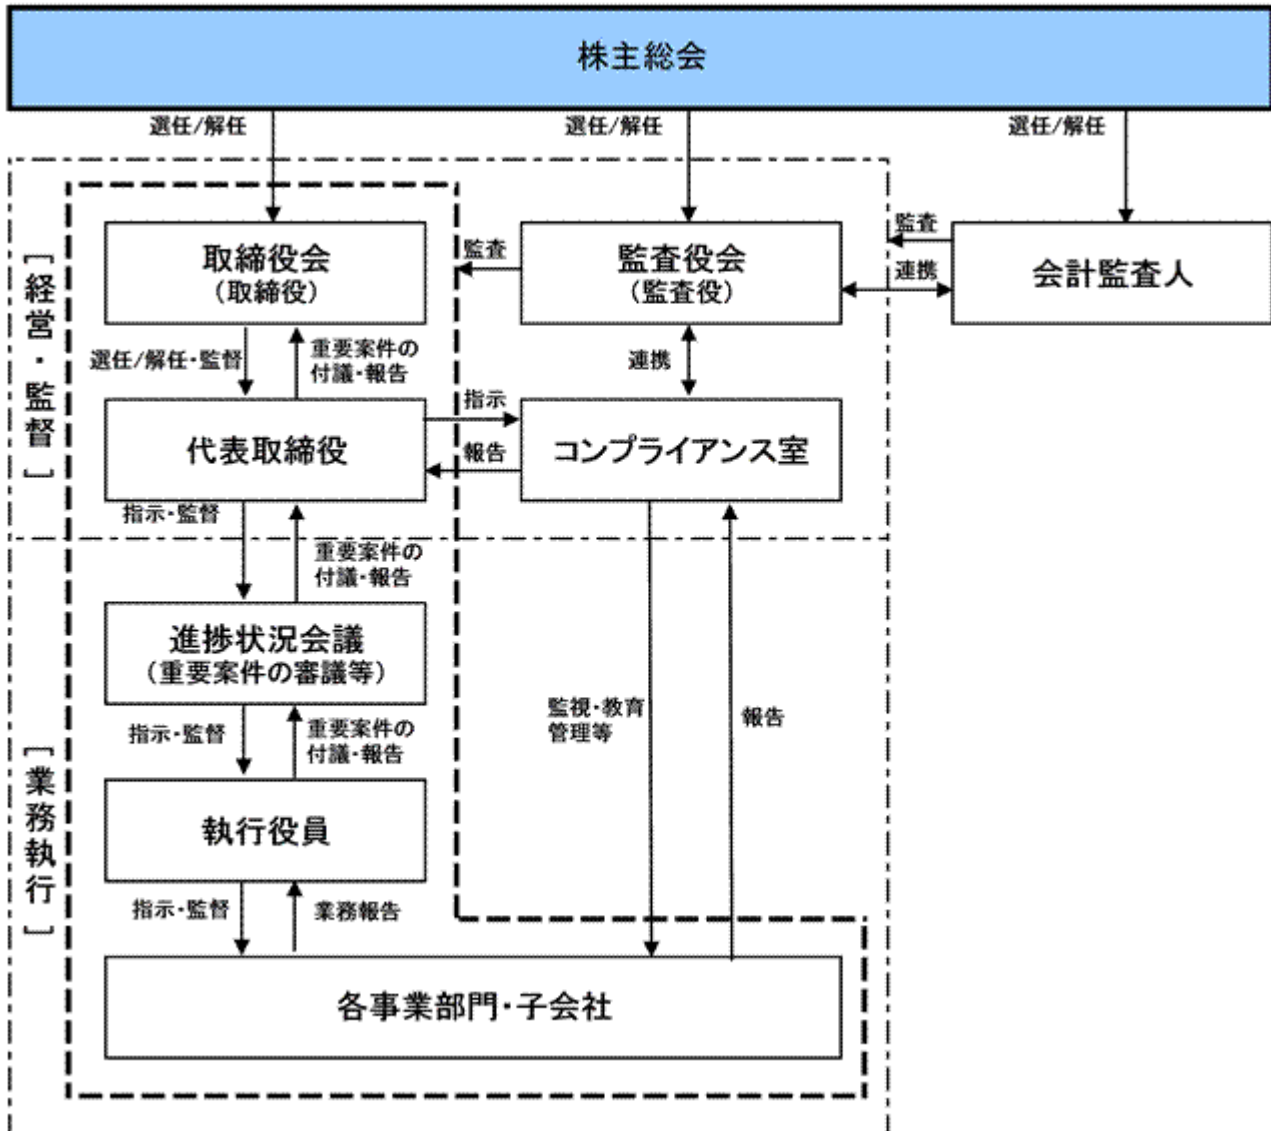 株主総会
選任/解任
選任/解任
選任/解任
[経営・監督]
取締役会
(取締役)
監査
監査役会
(監査役)
監査
連携
会計監査人
選任/解任・監督
重要案件の
付議・報告
連携
代表取締役
指示
報告
コンプライアンス室
指示・監督
重要案件の
付議・報告
[業務執行]
進捗状況会議
(重要案件の審議等)
指示・監督
重要案件の
付議・報告
監視・教育
管理等
報告
執行役員
指示・監督
業務報告
各事業部門・子会社